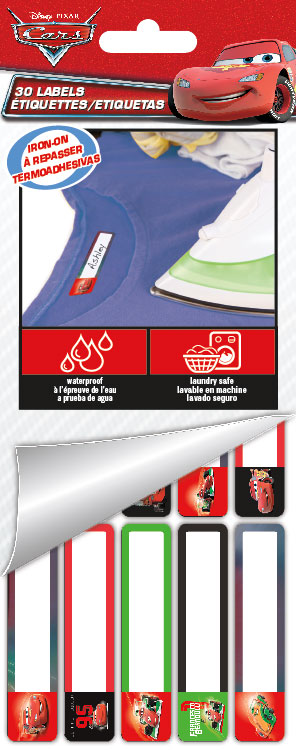 Disney · PIXAR
Cars
30 LABELS
ÉTIQUETTES/ETIQUETAS
IRON-ON
À REPASSER
TERMOADHESIVAS
Ashley
waterproof
à l'épreuve de l'eau
a prueba de agua
laundry safe
lavable en machine
lavado seguro
95